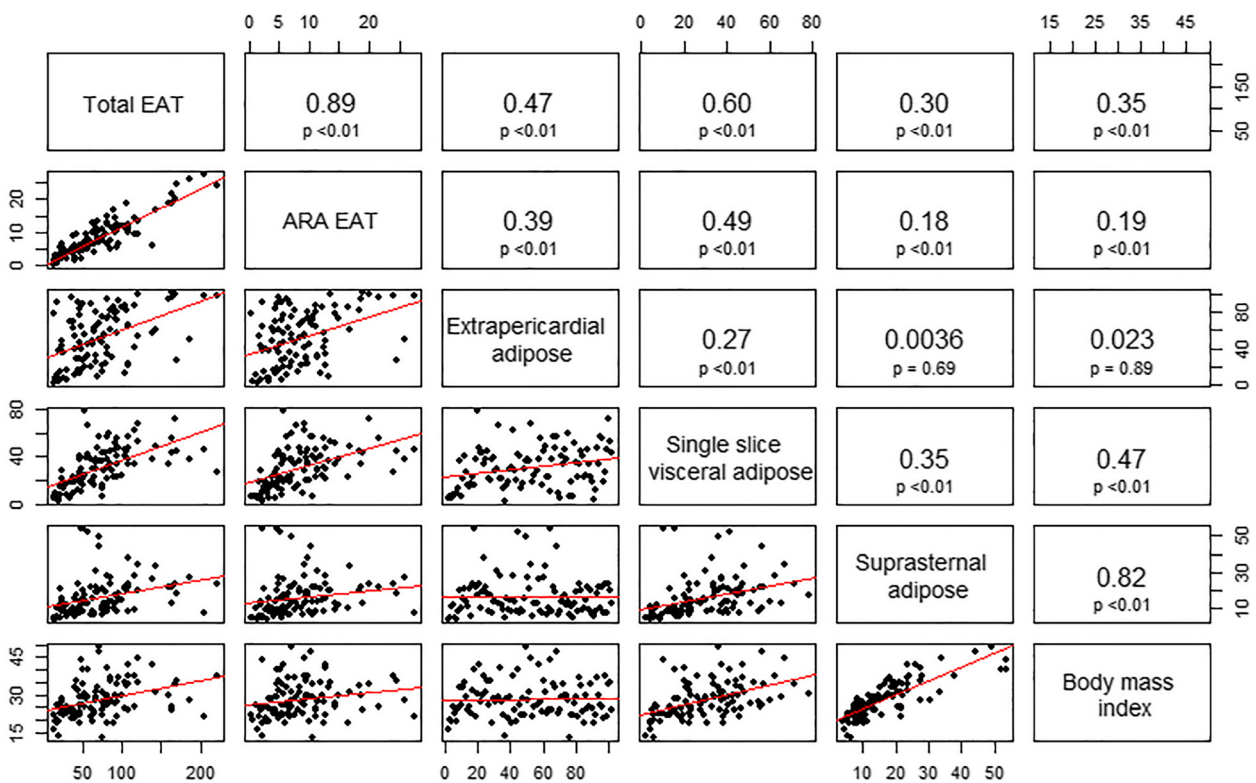 0 5 10 20
0 20 40 60 80
15 25 35 45
Total EAT
0.89
p <0.01
0.47
p <0.01
0.60
p <0.01
0.30
p <0.01
0.35
p <0.01
50 150
0 10 20
ARA EAT
0.39
p <0.01
0.49
p <0.01
0.18
p <0.01
0.19
p <0.01
Extrapericardial
adipose
0.27
p <0.01
0.0036
p = 0.69
0.023
p = 0.89
0 40 80
0 40 80
Single slice
visceral adipose
0.35
p <0.01
0.47
p <0.01
Suprasternal
adipose
0.82
p <0.01
10 30 50
15 30 45
Body mass
index
50 100 200
0 20 40 60 80
10 20 30 50